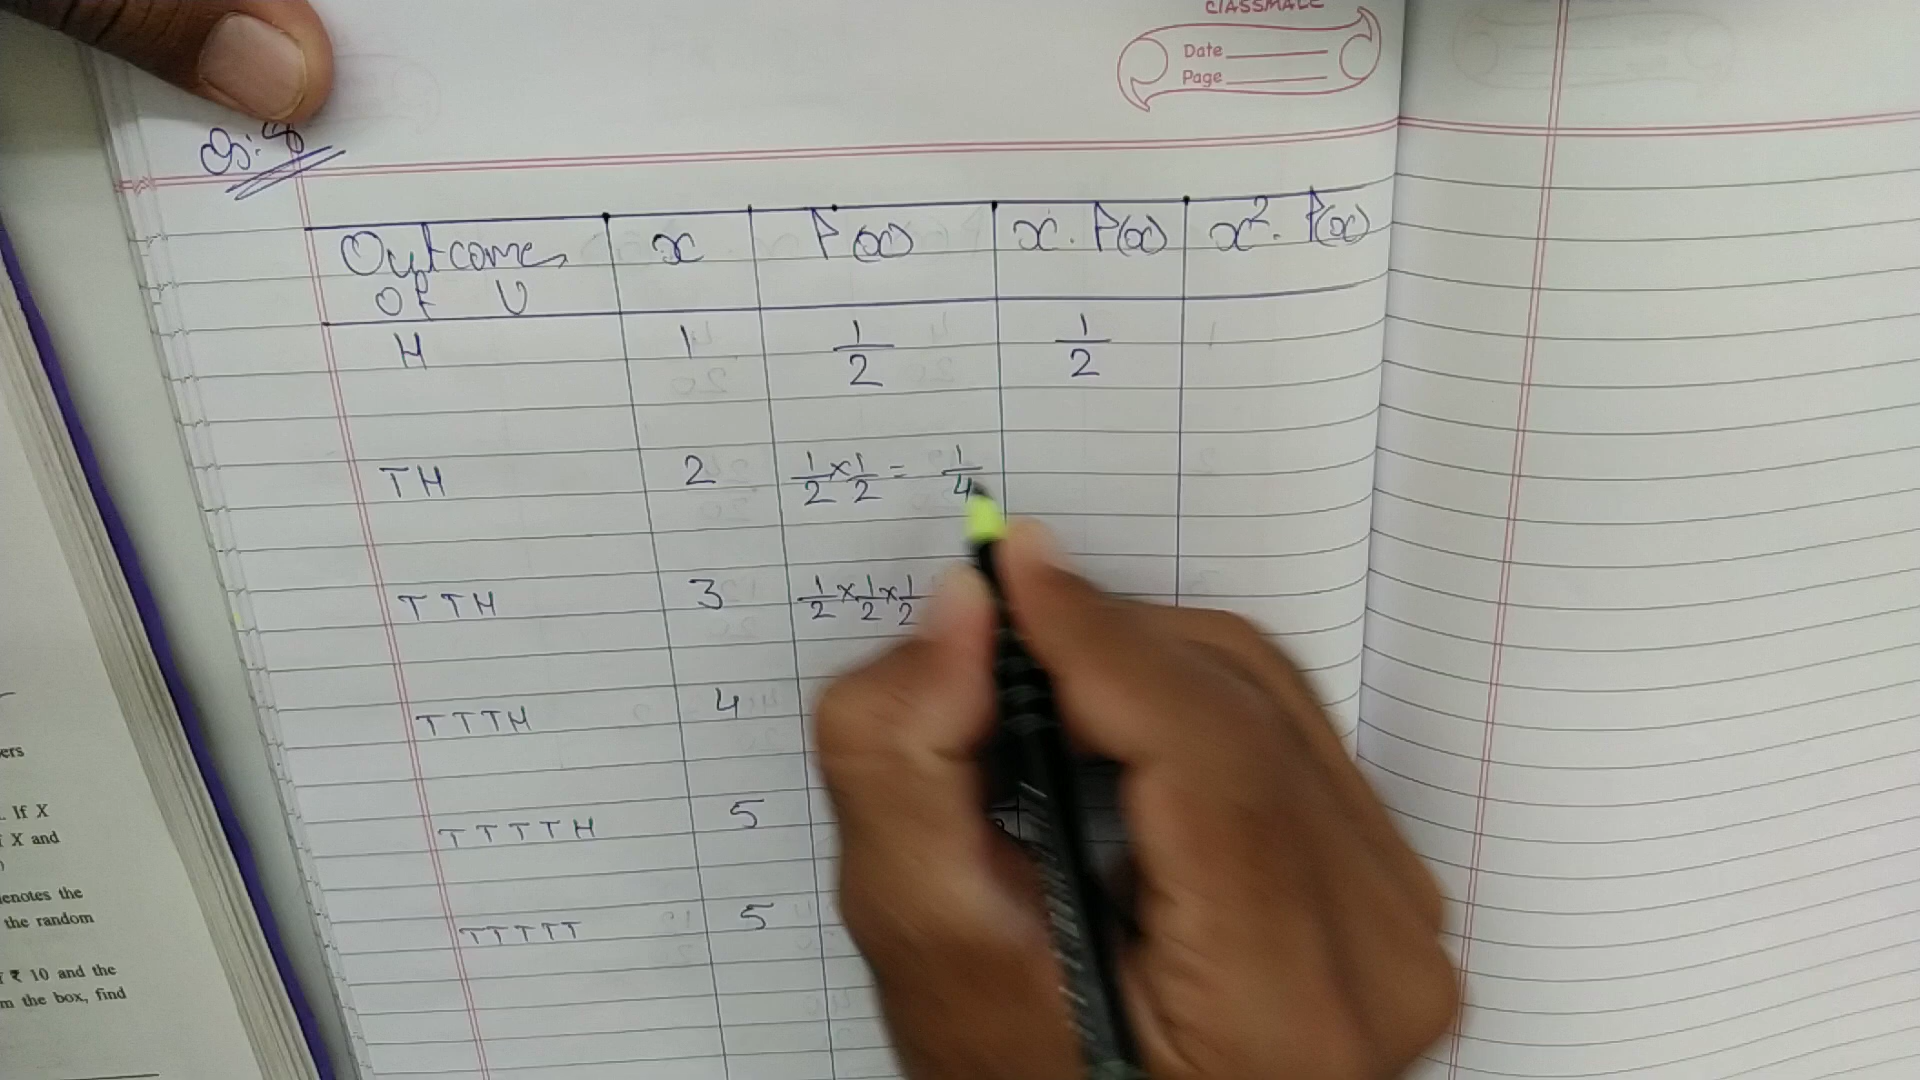 CLASSMATE
Date
Page
Q:8
Outcomes of U | x | P(x) | x . P(x) | x² . P(x)
H | 1 | 1/2 | 1/2
TH | 2 | 1/2 × 1/2 = 1/4
TTH | 3 | 1/2 × 1/2 × 1/2
TTTH | 4
TTTTH | 5
TTTTT | 5
ers
. If X
X and
enotes the
the random
₹ 10 and the
m the box, find